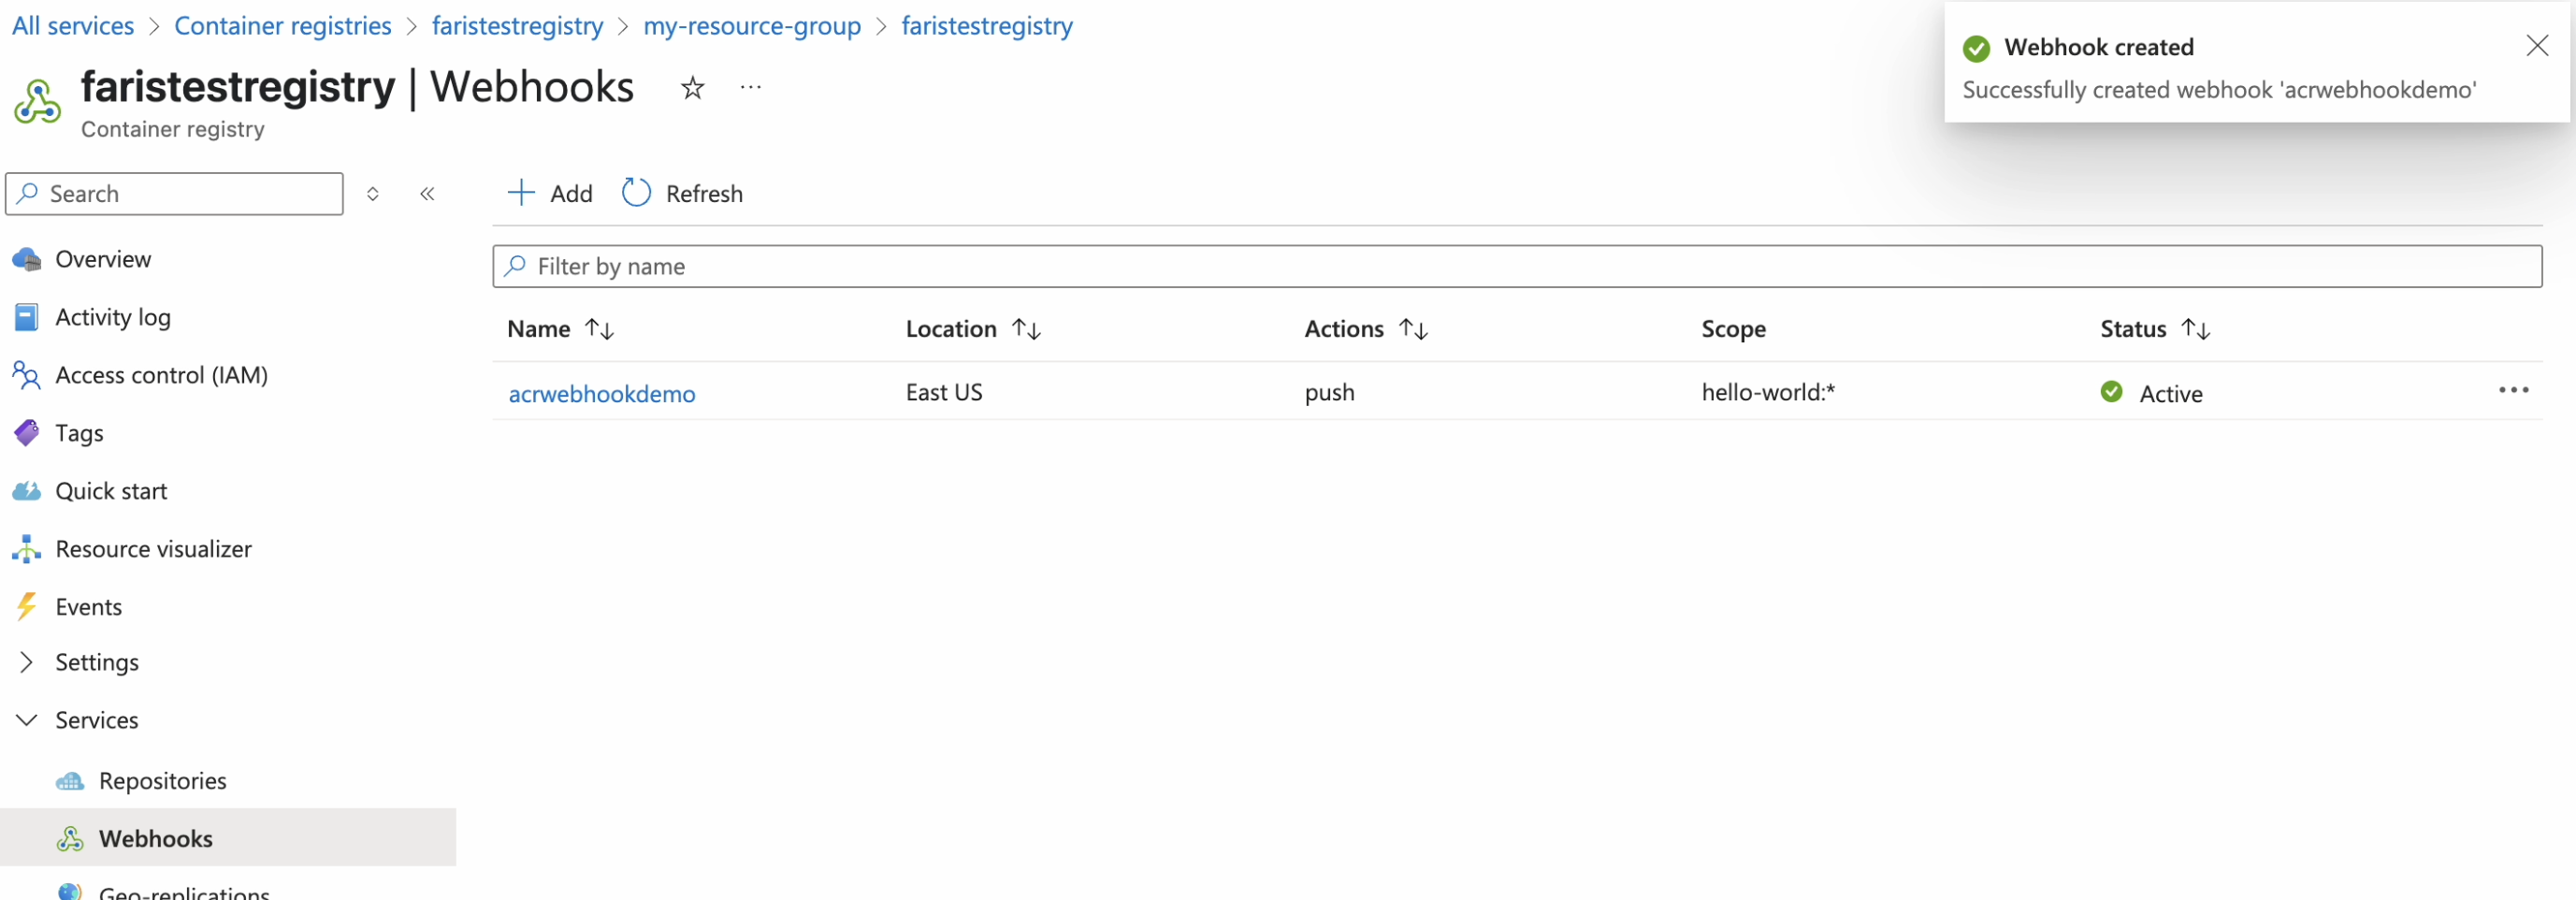 All services > Container registries > faristestregistry > my-resource-group > faristestregistry
Webhook created
Successfully created webhook 'acrwebhookdemo'
faristestregistry | Webhooks
Container registry
Search
Add Refresh
Filter by name
Overview
Activity log
Access control (IAM)
Tags
Quick start
Resource visualizer
Events
Settings
Services
Repositories
Webhooks
Geo-replications
Name Location Actions Scope Status
acrwebhookdemo East US push hello-world:* Active